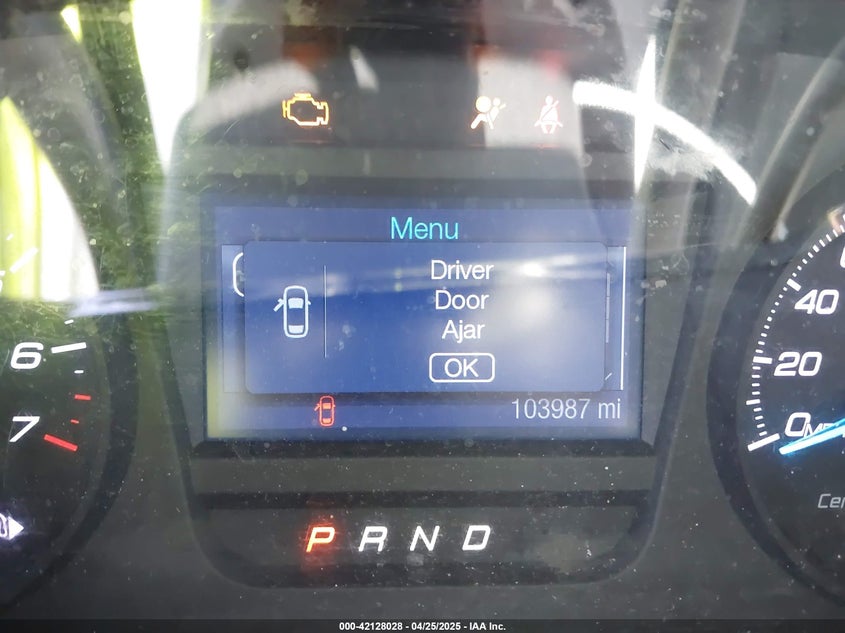 Menu
Driver
Door
Ajar
OK
103987 mi
6
7
40
20
0
Cer
P R N D
000-42128028 - 04/25/2025 - IAA Inc.